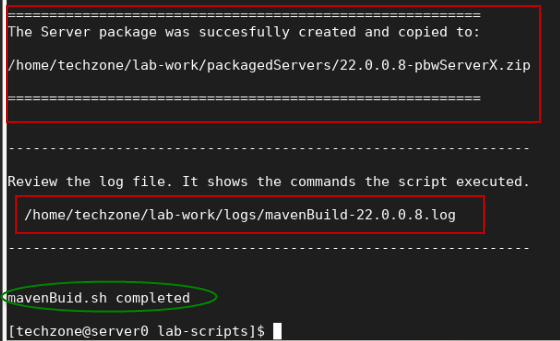 ============================================================
The Server package was succesfully created and copied to:
/home/techzone/lab-work/packagedServers/22.0.0.8-pbwServerX.zip
============================================================
----------------------------------------------------------------
Review the log file. It shows the commands the script executed.
/home/techzone/lab-work/logs/mavenBuild-22.0.0.8.log
----------------------------------------------------------------
mavenBuid.sh completed
[techzone@server0 lab-scripts]$